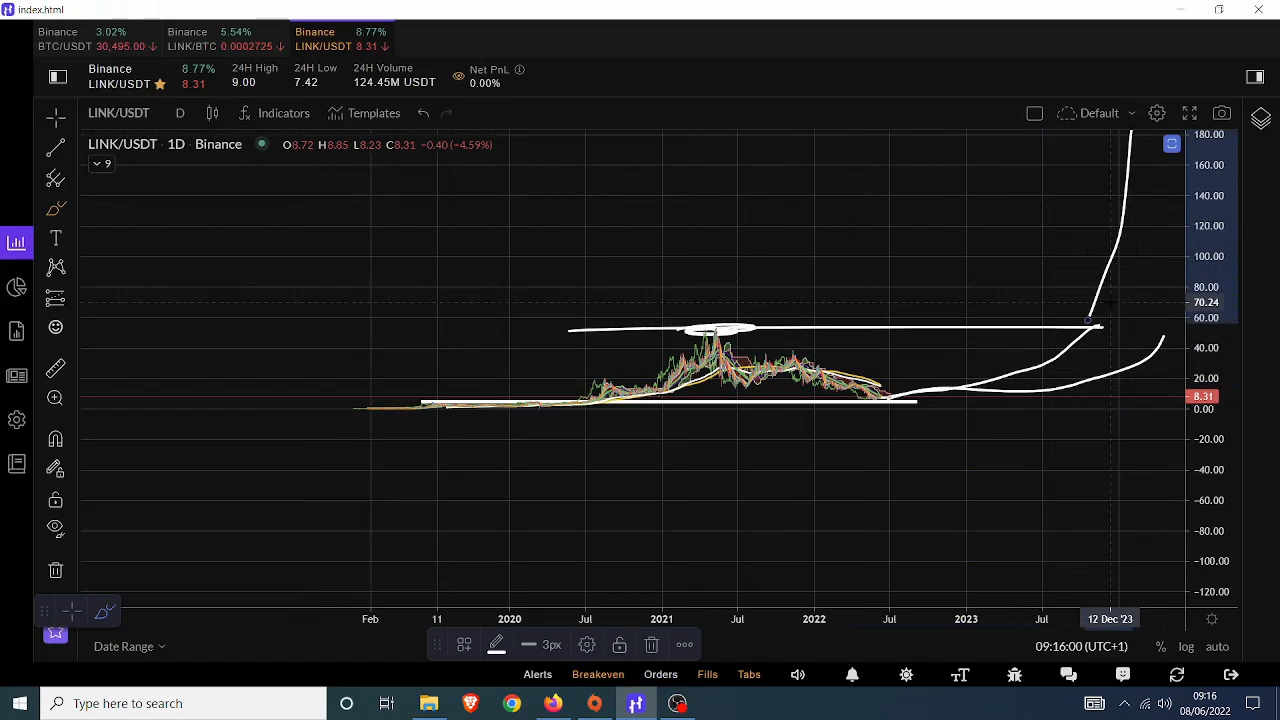 index.html
Binance 3.02% Binance 5.54% Binance 8.77%
BTC/USDT 30,495.00 LINK/BTC 0.0002725 LINK/USDT 8.31
Binance 8.77% 24H High 24H Low 24H Volume Net PnL
LINK/USDT 8.31 9.00 7.42 124.45M USDT 0.00%
LINK/USDT D Indicators Templates Default
LINK/USDT · 1D · Binance O8.72 H8.85 L8.23 C8.31 −0.40 (−4.59%)
9
180.00
160.00
140.00
120.00
100.00
80.00
70.24
60.00
40.00
20.00
8.31
0.00
-20.00
-40.00
-60.00
-80.00
-100.00
-120.00
Feb 11 2020 Jul 2021 Jul 2022 Jul 2023 Jul 12 Dec '23
3px
Date Range 09:16:00 (UTC+1) % log auto
Alerts Breakeven Orders Fills Tabs
Type here to search
09:16
08/06/2022